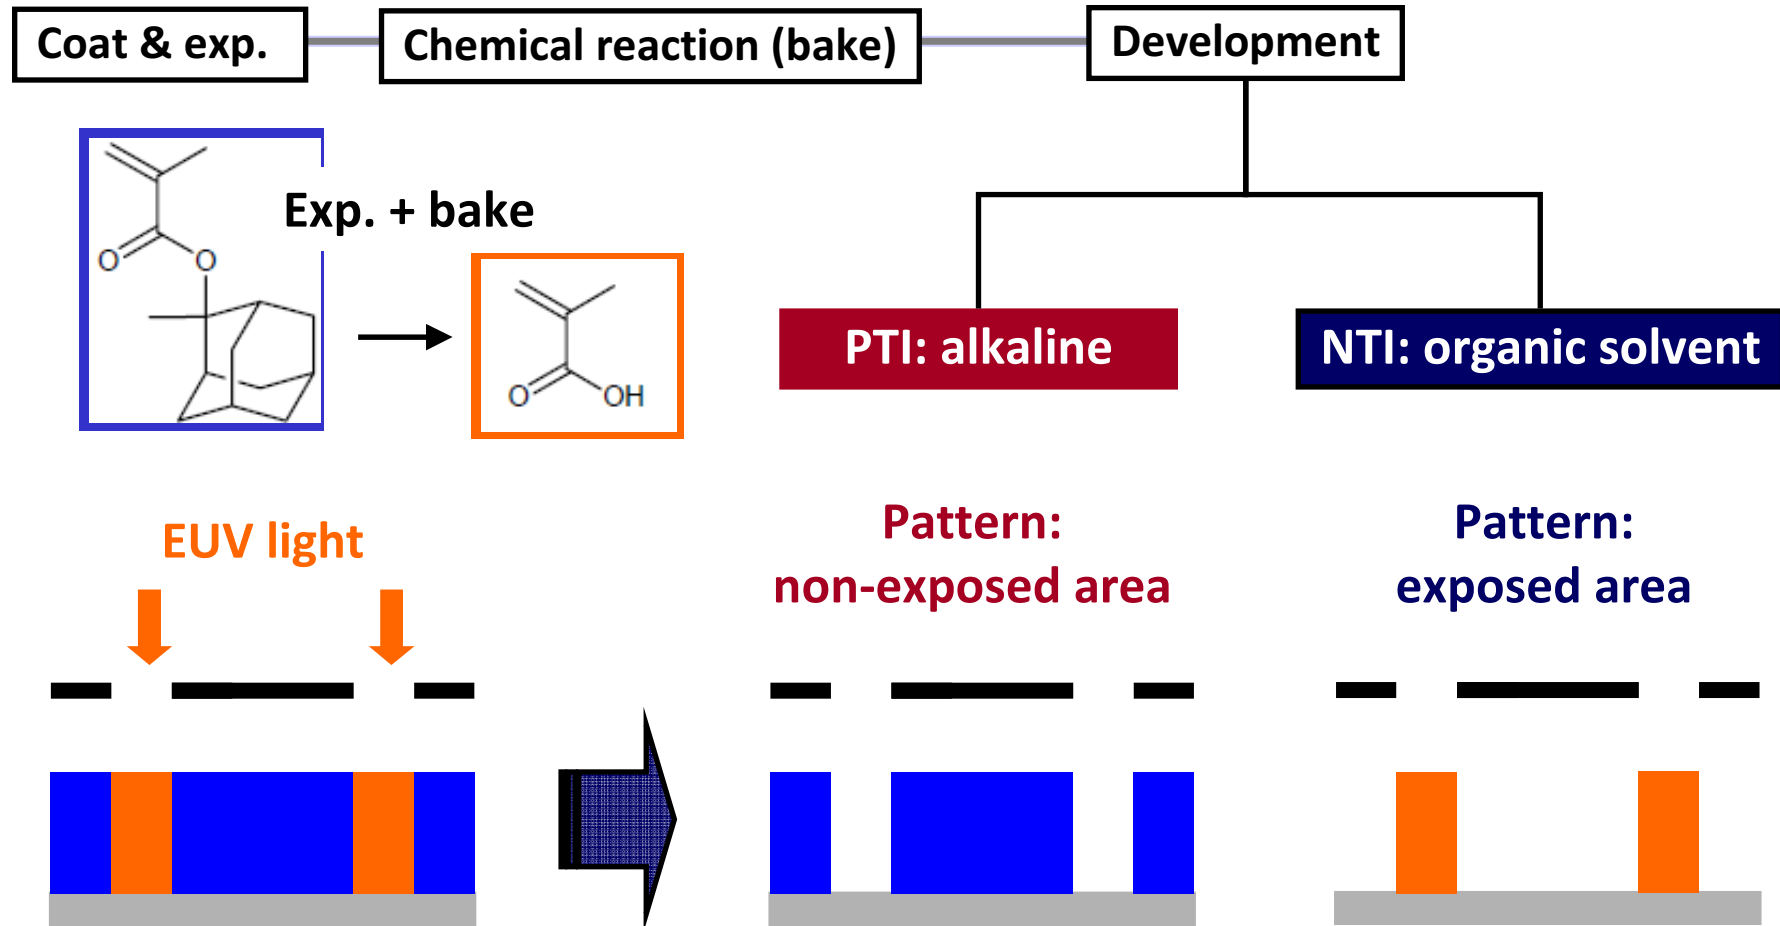 Coat & exp.
Chemical reaction (bake)
Development
O
O
Exp. + bake
O
OH
PTI: alkaline
NTI: organic solvent
EUV light
Pattern:
non-exposed area
Pattern:
exposed area